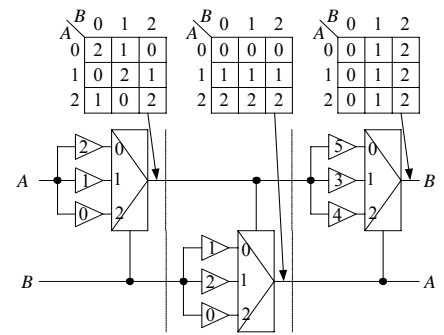 B 0 1 2 B 0 1 2 B 0 1 2
A A A
0 2 1 0 0 0 0 0 0 0 1 2
1 0 2 1 1 1 1 1 1 0 1 2
2 1 0 2 2 2 2 2 2 0 1 2
2 0 5 0
A 1 1 3 1 B
0 2 4 2
1 0
B 2 1 A
0 2